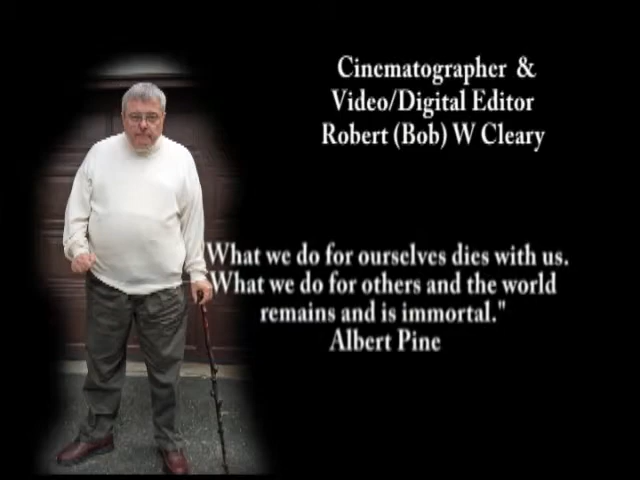 Cinematographer &
Video/Digital Editor
Robert (Bob) W Cleary
"What we do for ourselves dies with us.
What we do for others and the world
remains and is immortal."
Albert Pine